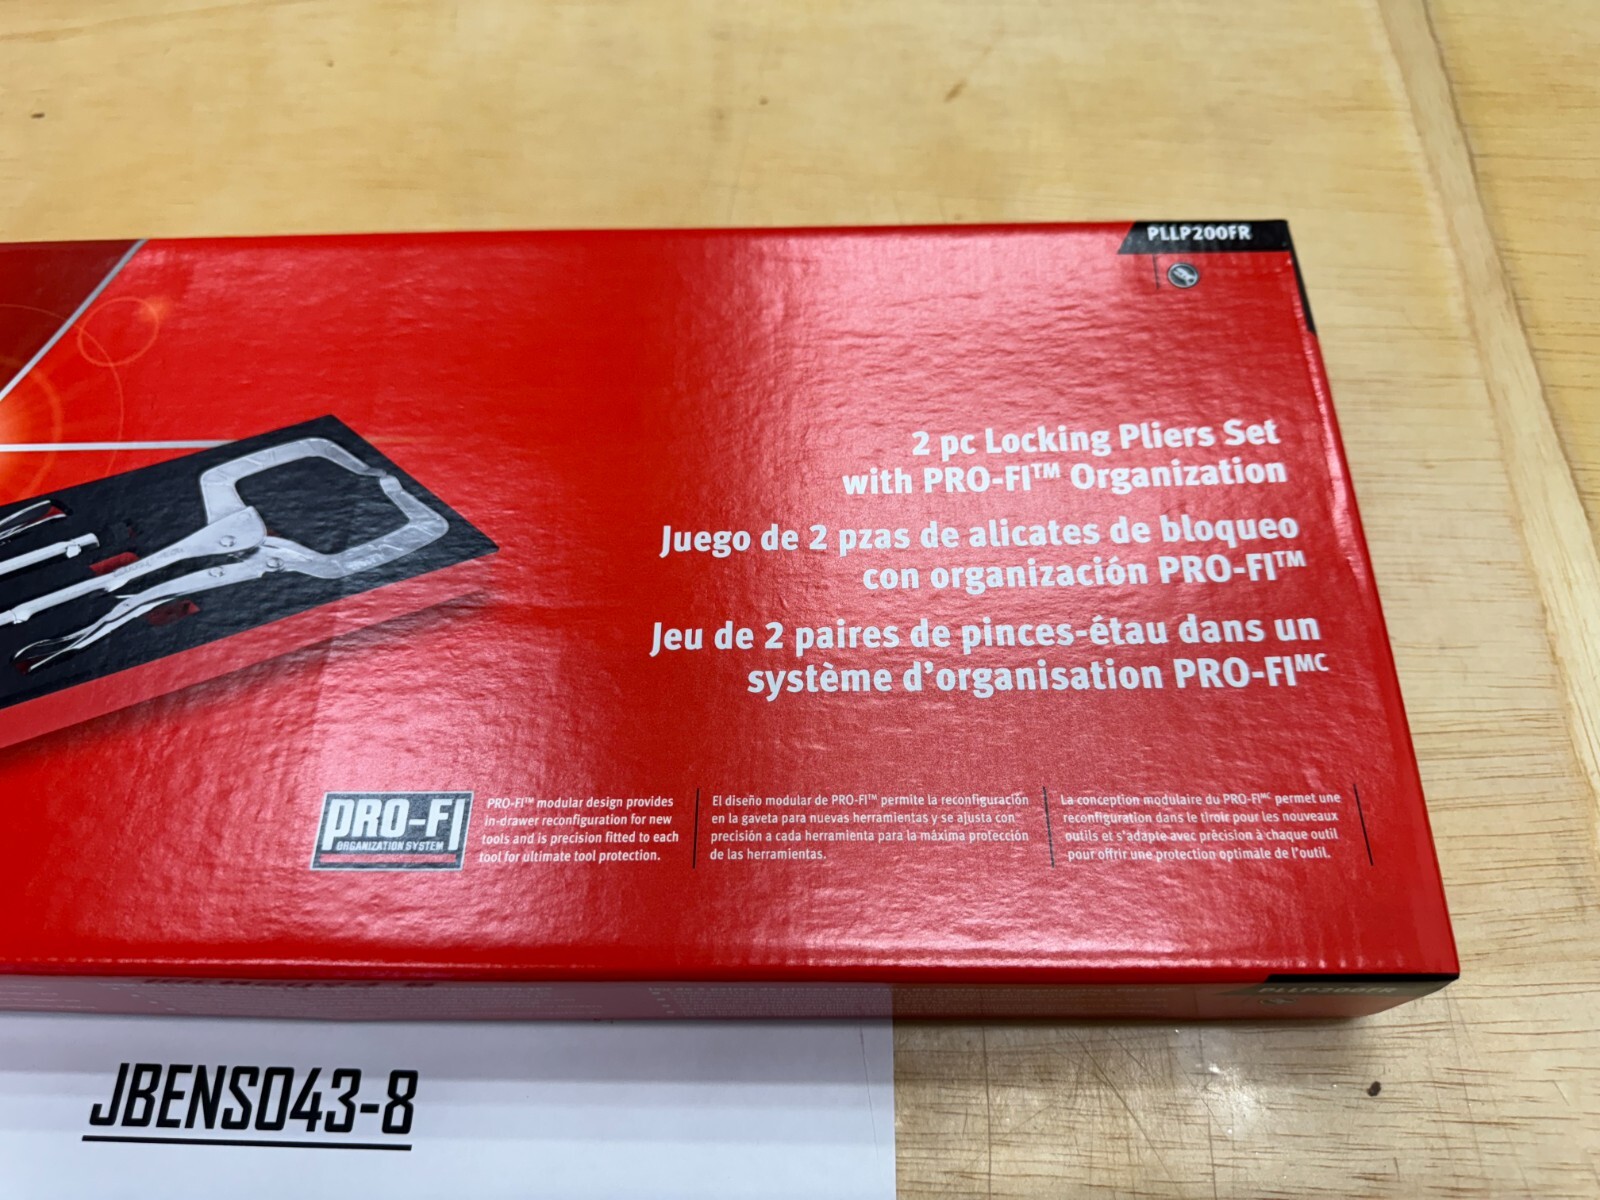 PLLP200FR
2 pc Locking Pliers Set
with PRO-FI™ Organization
Juego de 2 pzas de alicates de bloqueo
con organización PRO-FI™
Jeu de 2 paires de pinces-étau dans un
système d'organisation PRO-FIᴹᶜ
PRO-FI
ORGANIZATION SYSTEM
PRO-FI™ modular design provides
in-drawer reconfiguration for new
tools and is precision fitted to each
tool for ultimate tool protection.
El diseño modular de PRO-FI™ permite la reconfiguración
en la gaveta para nuevas herramientas y se ajusta con
precisión a cada herramienta para la máxima protección
de las herramientas.
La conception modulaire du PRO-FIᴹᶜ permet une
reconfiguration dans le tiroir pour les nouveaux
outils et s'adapte avec précision à chaque outil
pour offrir une protection optimale de l'outil.
PLLP200FR
JBENS043-8